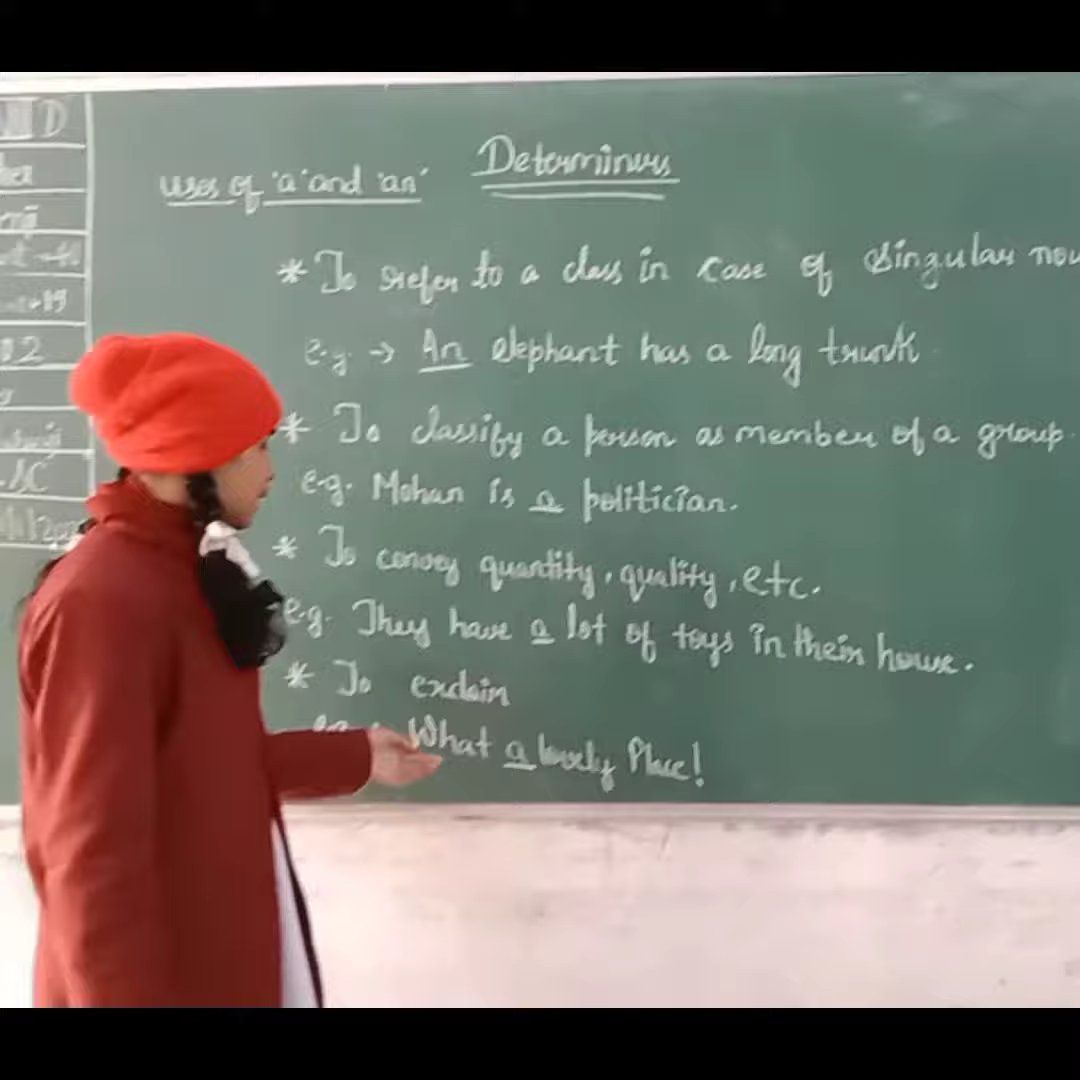 D
Determiners
uses of 'a' and 'an'
* To refer to a class in case of singular nou
e.g. → An elephant has a long trunk
* To classify a person as member of a group.
e.g. Mohan is a politician.
* To convey quantity, quality, etc.
e.g. They have a lot of toys in their house.
* To exclaim
What a lovely Place!
19
02